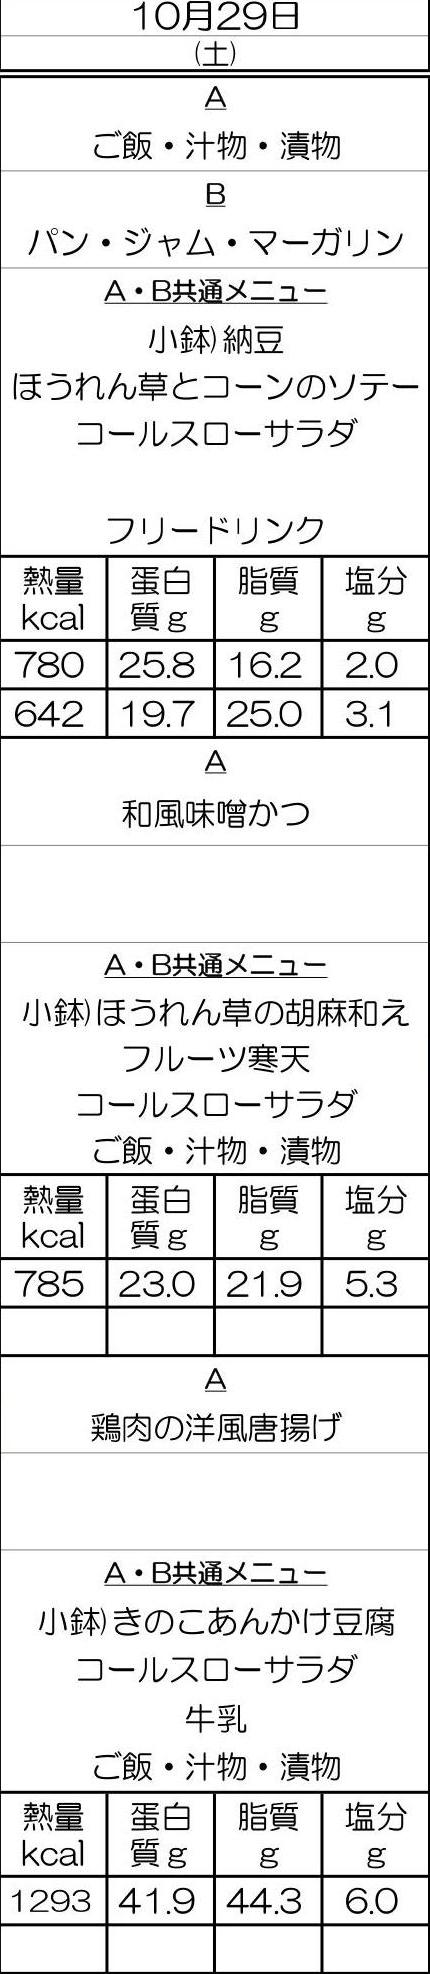 10月29日
(土)
A
ご飯・汁物・漬物
B
パン・ジャム・マーガリン
A・B共通メニュー
小鉢)納豆
ほうれん草とコーンのソテー
コールスローサラダ
フリードリンク
熱量 蛋白 脂質 塩分
kcal 質g g g
780 25.8 16.2 2.0
642 19.7 25.0 3.1
A
和風味噌かつ
A・B共通メニュー
小鉢)ほうれん草の胡麻和え
フルーツ寒天
コールスローサラダ
ご飯・汁物・漬物
熱量 蛋白 脂質 塩分
kcal 質g g g
785 23.0 21.9 5.3
A
鶏肉の洋風唐揚げ
A・B共通メニュー
小鉢)きのこあんかけ豆腐
コールスローサラダ
牛乳
ご飯・汁物・漬物
熱量 蛋白 脂質 塩分
kcal 質g g g
1293 41.9 44.3 6.0